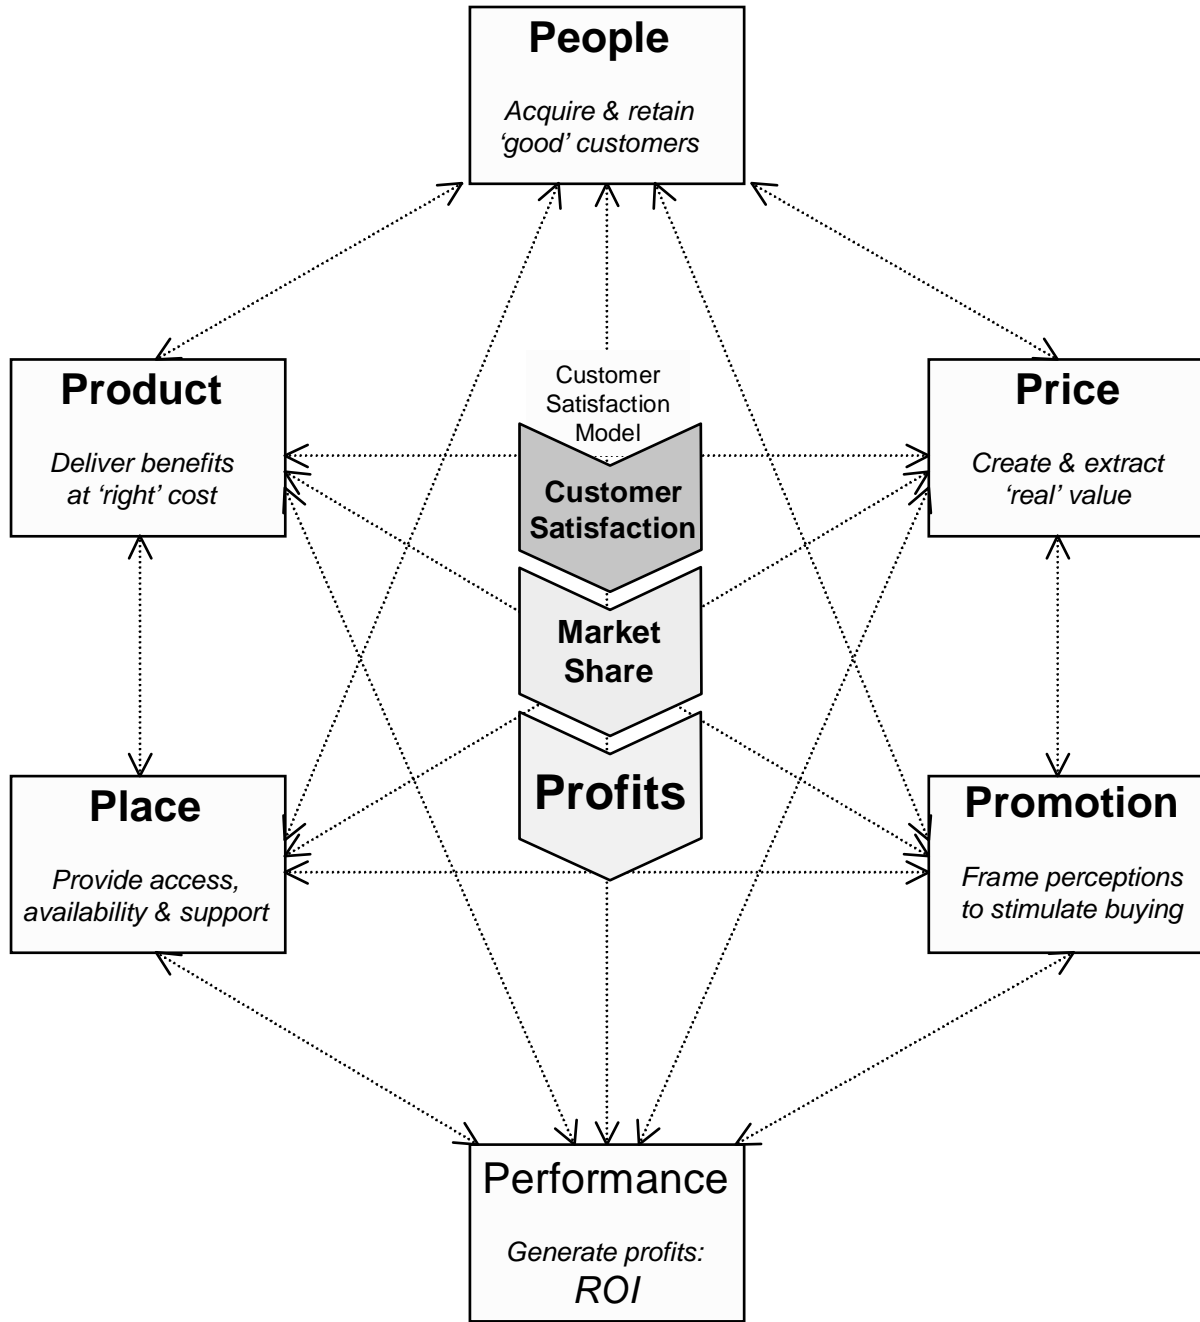 People
Acquire & retain
‘good’ customers
Product
Deliver benefits
at ‘right’ cost
Customer
Satisfaction
Model
Price
Create & extract
‘real’ value
Customer
Satisfaction
Market
Share
Profits
Place
Provide access,
availability & support
Promotion
Frame perceptions
to stimulate buying
Performance
Generate profits:
ROI